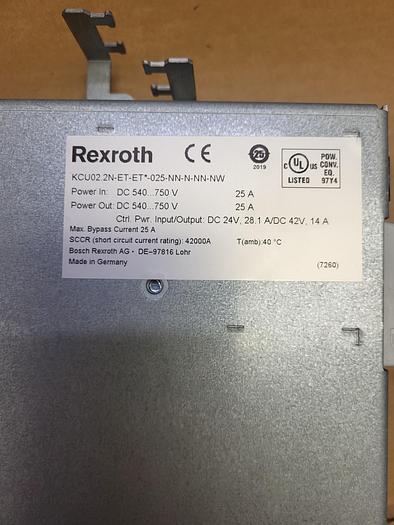 Rexroth CE 25 2019
C UL US LISTED POW. CONV. EQ. 97Y4
KCU02.2N-ET-ET*-025-NN-N-NN-NW
Power In: DC 540...750 V 25 A
Power Out: DC 540...750 V 25 A
Ctrl. Pwr. Input/Output: DC 24V, 28.1 A/DC 42V, 14 A
Max. Bypass Current 25 A
SCCR (short circuit current rating): 42000A T(amb):40 °C
Bosch Rexroth AG • DE–97816 Lohr
Made in Germany (7260)